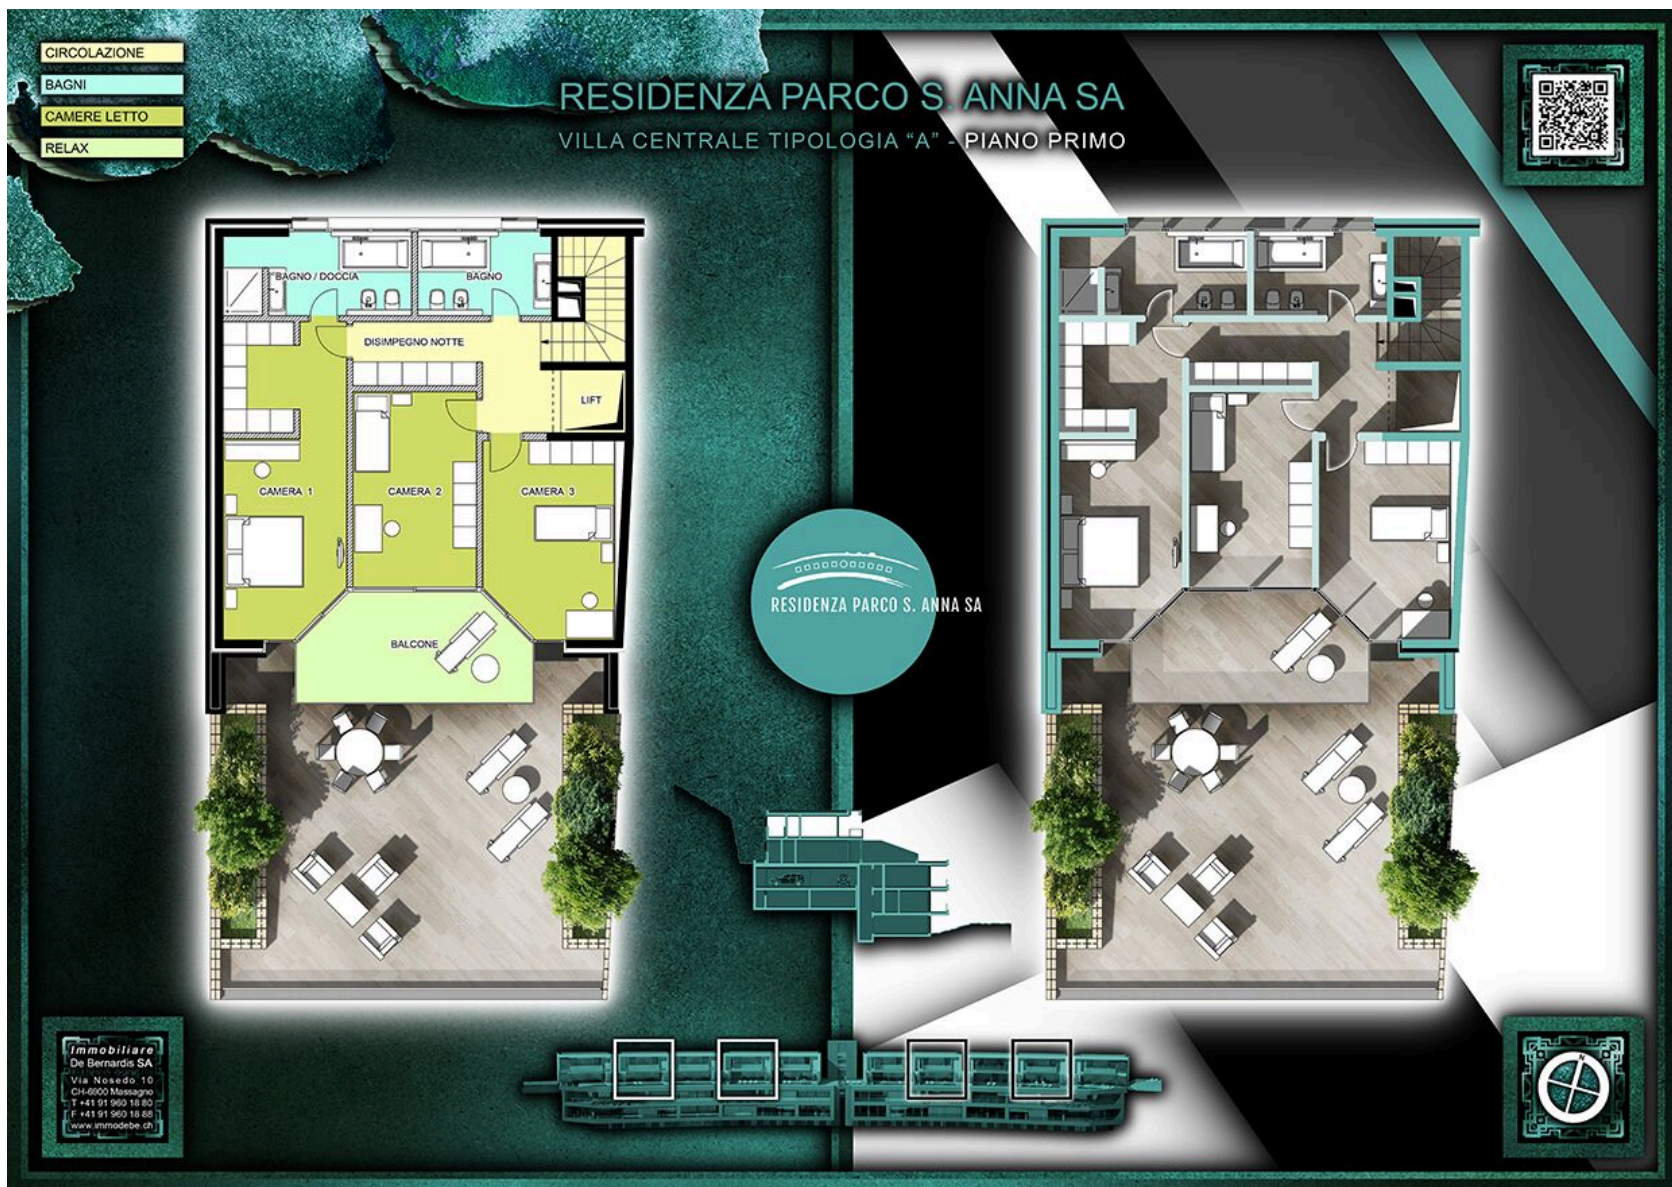 CIRCOLAZIONE
BAGNI
CAMERE LETTO
RELAX
RESIDENZA PARCO S. ANNA SA
VILLA CENTRALE TIPOLOGIA "A" - PIANO PRIMO
BAGNO / DOCCIA
BAGNO
DISIMPEGNO NOTTE
LIFT
CAMERA 1
CAMERA 2
CAMERA 3
BALCONE
RESIDENZA PARCO S. ANNA SA
Immobiliare
De Bernardis SA
Via Nosedo 10
CH-6900 Massagno
T +41 91 960 18 80
F +41 91 960 18 88
www.immodebe.ch
N